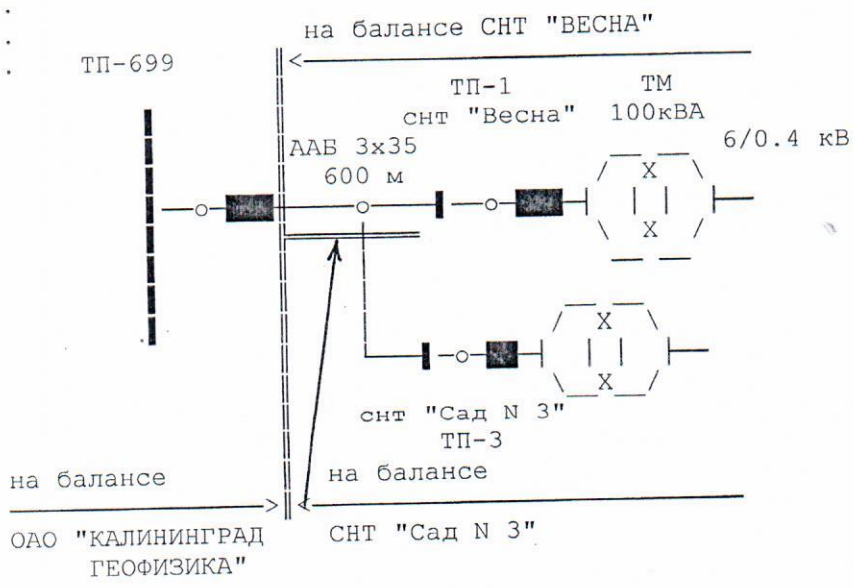 на балансе СНТ "ВЕСНА"
ТП-699
ТП-1
снт "Весна"
ТМ
100кВА
6/0.4 кВ
ААБ 3х35
600 м
X
X
X
X
снт "Сад N 3"
ТП-3
на балансе
ОАО "КАЛИНИНГРАД
ГЕОФИЗИКА"
на балансе
СНТ "Сад N 3"